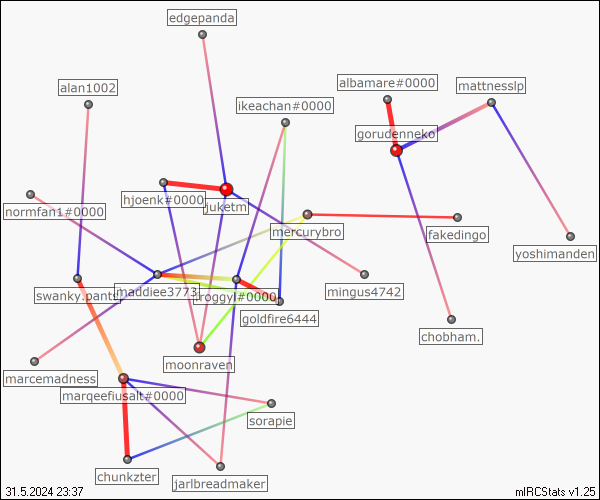 edgepanda
alan1002
albamare#0000
mattnesslp
ikeachan#0000
gorudenneko
hjoenk#0000
juketm
normfan1#0000
mercurybro
fakedingo
yoshimanden
swanky.pants
maddiee3773
froggyl#0000
mingus4742
goldfire6444
chobham.
moonraven
marcemadness
marqeefiusalt#0000
sorapie
chunkzter
jarlbreadmaker
31.5.2024 23:37
mIRCStats v1.25